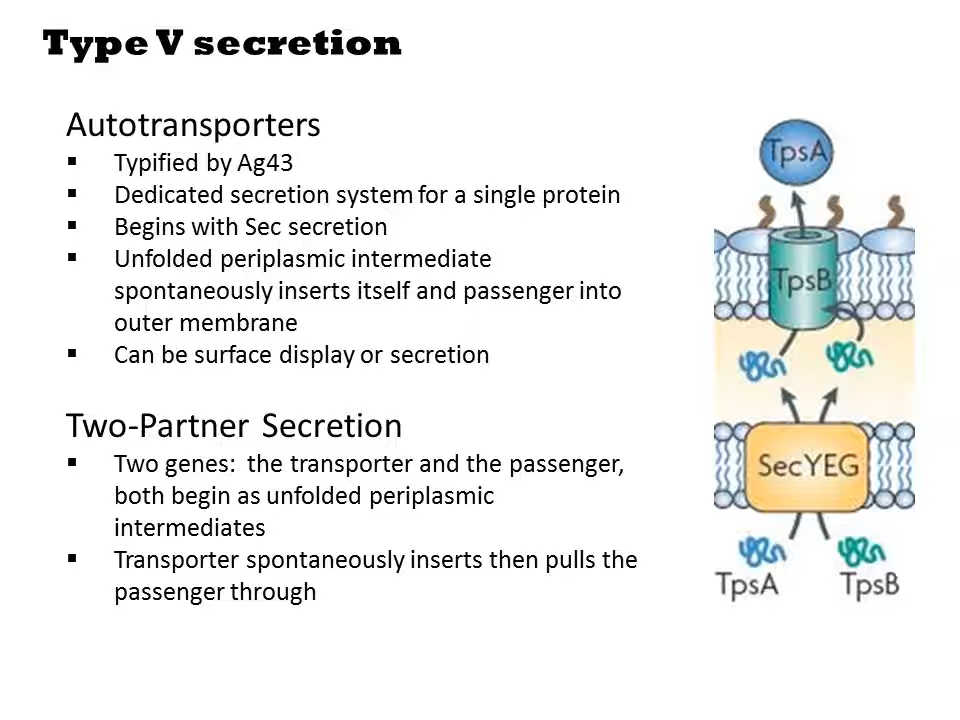 Type V secretion
Autotransporters
▪ Typified by Ag43
▪ Dedicated secretion system for a single protein
▪ Begins with Sec secretion
▪ Unfolded periplasmic intermediate
spontaneously inserts itself and passenger into
outer membrane
▪ Can be surface display or secretion
Two-Partner Secretion
▪ Two genes: the transporter and the passenger,
both begin as unfolded periplasmic
intermediates
▪ Transporter spontaneously inserts then pulls the
passenger through
TpsA
TpsB
SecYEG
TpsA
TpsB